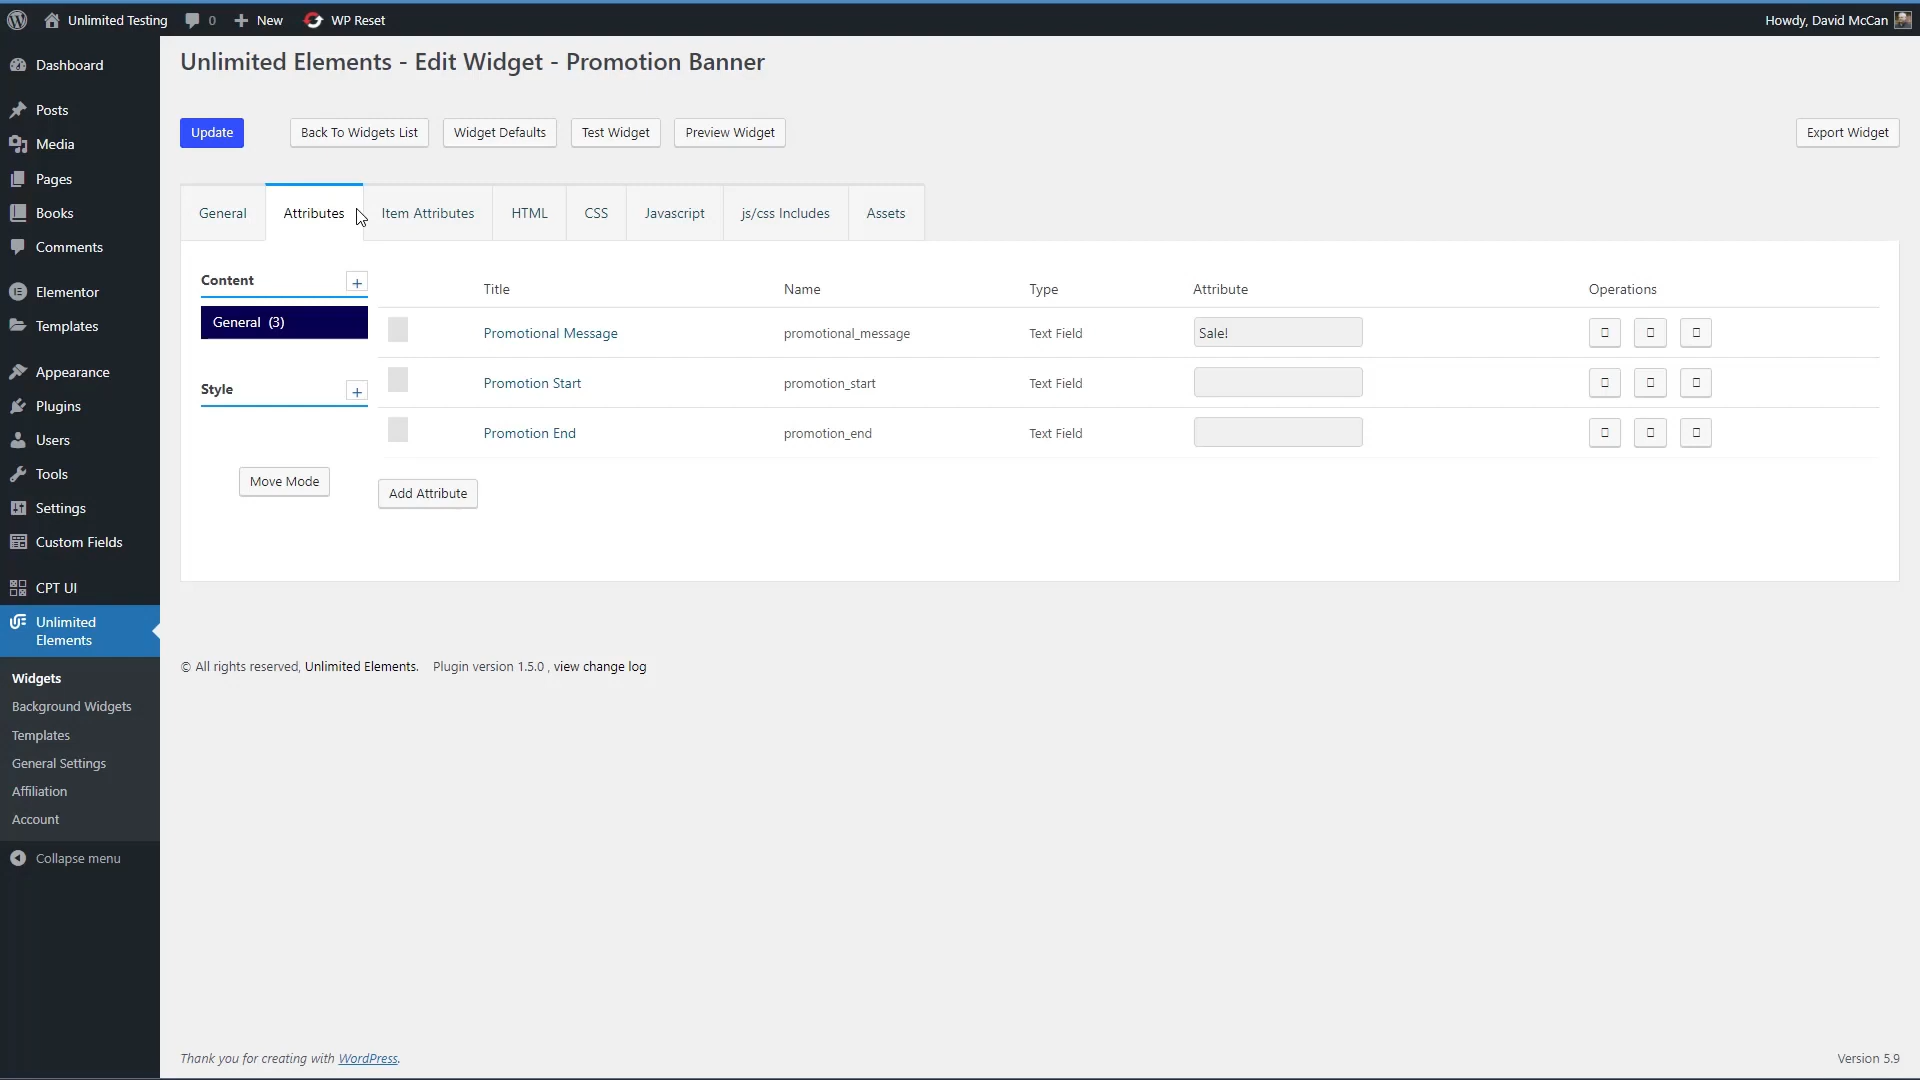 Unlimited Testing
0
New
WP Reset
Howdy, David McCan
Dashboard
Posts
Media
Pages
Books
Comments
Elementor
Templates
Appearance
Plugins
Users
Tools
Settings
Custom Fields
CPT UI
Unlimited
Elements
Widgets
Background Widgets
Templates
General Settings
Affiliation
Account
Collapse menu
Unlimited Elements - Edit Widget - Promotion Banner
Update
Back To Widgets List
Widget Defaults
Test Widget
Preview Widget
Export Widget
General
Attributes
Item Attributes
HTML
CSS
Javascript
js/css Includes
Assets
Content
+
General (3)
Style
+
Move Mode
Title Name Type Attribute Operations
Promotional Message promotional_message Text Field Sale!
Promotion Start promotion_start Text Field
Promotion End promotion_end Text Field
Add Attribute
© All rights reserved, Unlimited Elements. Plugin version 1.5.0 , view change log
Thank you for creating with WordPress.
Version 5.9